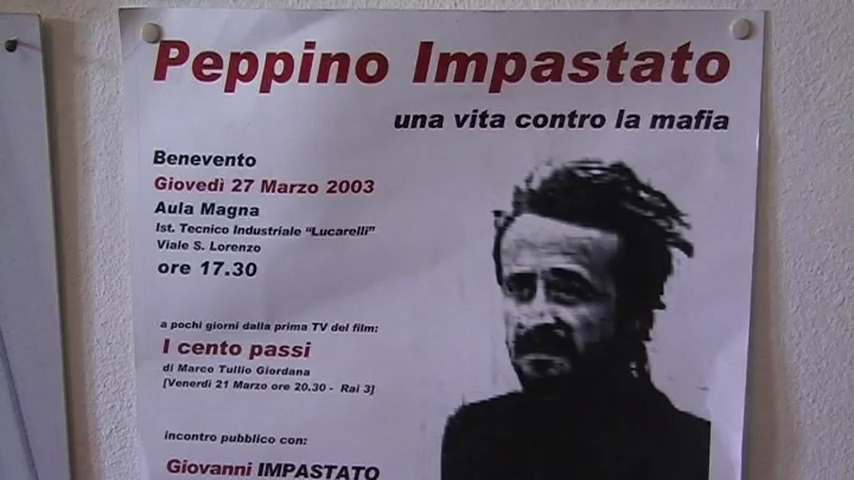 Peppino Impastato
una vita contro la mafia
Benevento
Giovedì 27 Marzo 2003
Aula Magna
Ist. Tecnico Industriale "Lucarelli"
Viale S. Lorenzo
ore 17.30
a pochi giorni dalla prima TV del film:
I cento passi
di Marco Tullio Giordana
[Venerdì 21 Marzo ore 20.30 - Rai 3]
incontro pubblico con:
Giovanni IMPASTATO